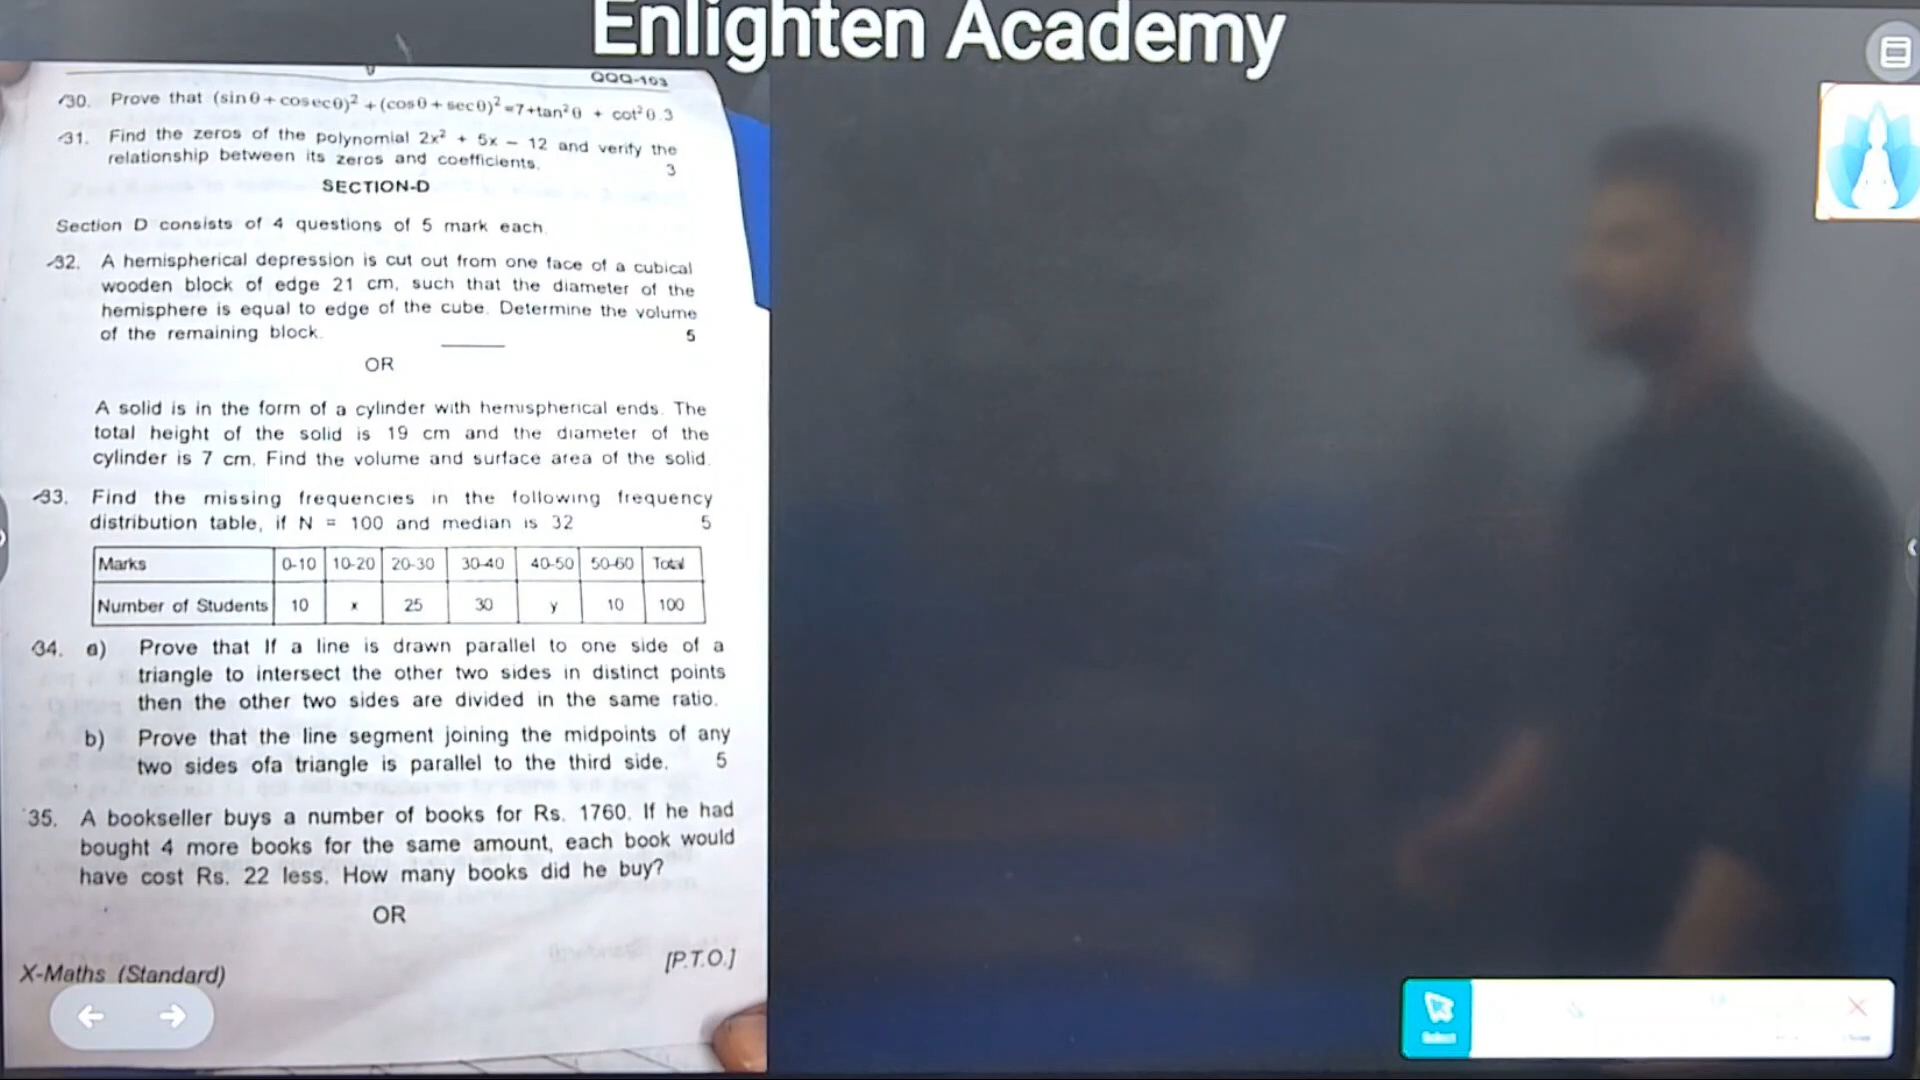 Enlighten Academy
QQQ-103
30. Prove that (sinθ+cosecθ)² +(cosθ+secθ)²=7+tan²θ + cot²θ.3
31. Find the zeros of the polynomial 2x² + 5x − 12 and verify the
relationship between its zeros and coefficients. 3
SECTION-D
Section D consists of 4 questions of 5 mark each.
32. A hemispherical depression is cut out from one face of a cubical
wooden block of edge 21 cm, such that the diameter of the
hemisphere is equal to edge of the cube. Determine the volume
of the remaining block. 5
OR
A solid is in the form of a cylinder with hemispherical ends. The
total height of the solid is 19 cm and the diameter of the
cylinder is 7 cm. Find the volume and surface area of the solid.
33. Find the missing frequencies in the following frequency
distribution table, if N = 100 and median is 32 5
Marks 0-10 10-20 20-30 30-40 40-50 50-60 Total
Number of Students 10 x 25 30 y 10 100
34. a) Prove that If a line is drawn parallel to one side of a
triangle to intersect the other two sides in distinct points
then the other two sides are divided in the same ratio.
b) Prove that the line segment joining the midpoints of any
two sides ofa triangle is parallel to the third side. 5
35. A bookseller buys a number of books for Rs. 1760. If he had
bought 4 more books for the same amount, each book would
have cost Rs. 22 less. How many books did he buy?
OR
X-Maths (Standard) [P.T.O.]
Select